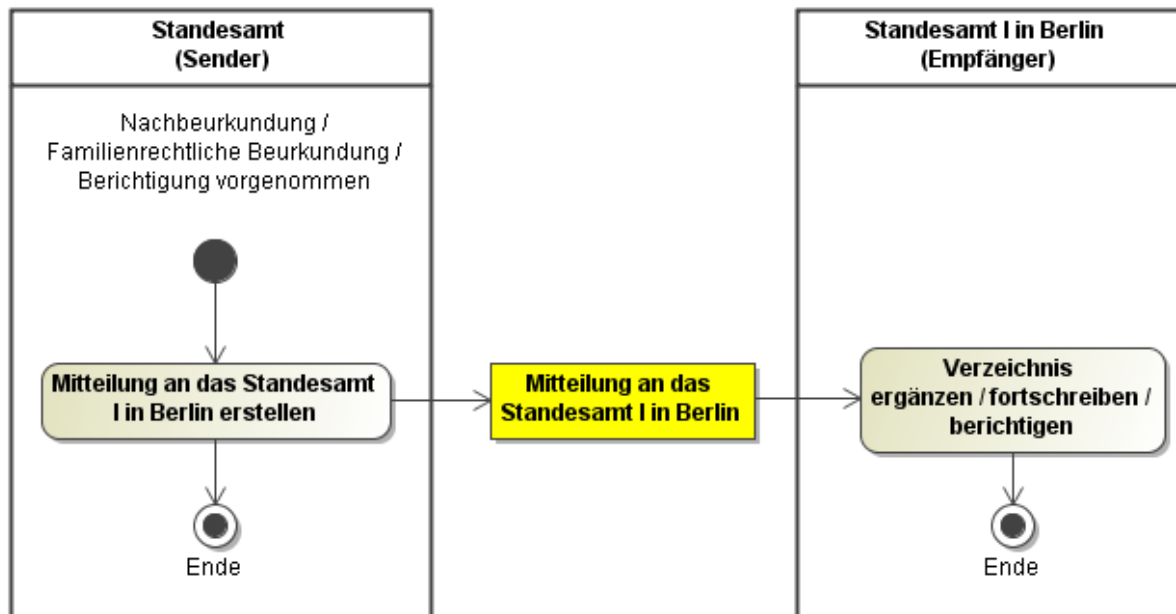 Standesamt
(Sender)
Nachbeurkundung /
Familienrechtliche Beurkundung /
Berichtigung vorgenommen
Mitteilung an das Standesamt
I in Berlin erstellen
Ende
Mitteilung an das
Standesamt I in Berlin
Standesamt I in Berlin
(Empfänger)
Verzeichnis
ergänzen / fortschreiben /
berichtigen
Ende